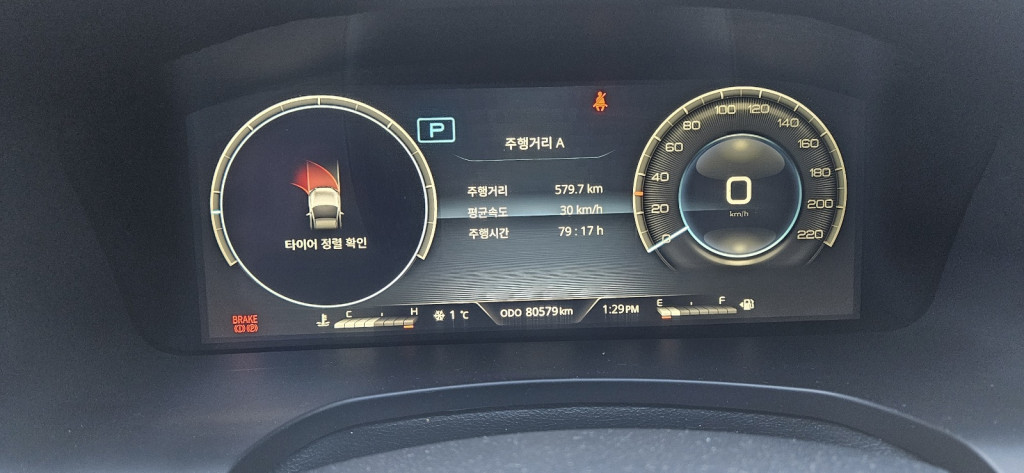 P
주행거리 A
주행거리 579.7 km
평균속도 30 km/h
주행시간 79 : 17 h
타이어 정렬 확인
0 20 40 60 80 100 120 140 160 180 200 220
0
km/h
BRAKE
C H
1 ℃
ODO 80579 km
1:29 PM
E F